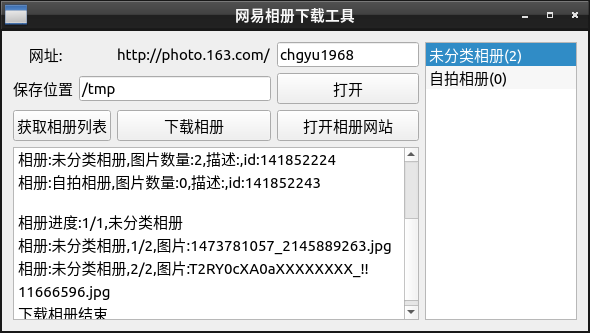 网易相册下载工具
网址: http://photo.163.com/ chgyu1968
保存位置 /tmp 打开
获取相册列表 下载相册 打开相册网站
相册:未分类相册,图片数量:2,描述:,id:141852224
相册:自拍相册,图片数量:0,描述:,id:141852243
相册进度:1/1,未分类相册
相册:未分类相册,1/2,图片:1473781057_2145889263.jpg
相册:未分类相册,2/2,图片:T2RY0cXA0aXXXXXXXX_!!
11666596.jpg
下载相册结束
未分类相册(2)
自拍相册(0)